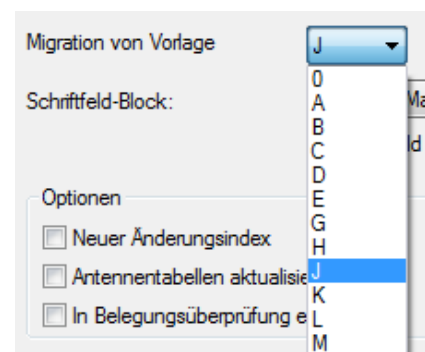 Migration von Vorlage J
0
Schriftfeld-Block: A
B
C
D
Optionen E
G
Neuer Änderungsindex H
Antennentabellen aktualisie J
K
In Belegungsüberprüfung e L
M